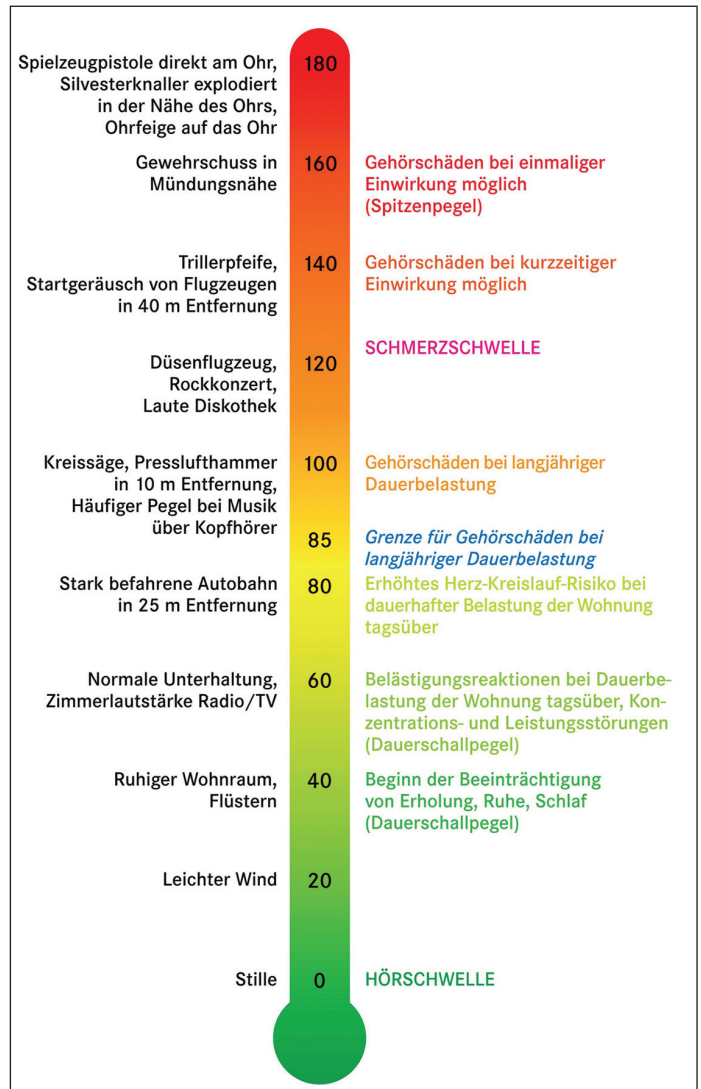 Spielzeugpistole direkt am Ohr,
Silvesterknaller explodiert
in der Nähe des Ohrs,
Ohrfeige auf das Ohr
180
Gewehrschuss in
Mündungsnähe
160
Gehörschäden bei einmaliger
Einwirkung möglich
(Spitzenpegel)
Trillerpfeife,
Startgeräusch von Flugzeugen
in 40 m Entfernung
140
Gehörschäden bei kurzzeitiger
Einwirkung möglich
SCHMERZSCHWELLE
Düsenflugzeug,
Rockkonzert,
Laute Diskothek
120
Kreissäge, Presslufthammer
in 10 m Entfernung,
Häufiger Pegel bei Musik
über Kopfhörer
100
Gehörschäden bei langjähriger
Dauerbelastung
85
Grenze für Gehörschäden bei
langjähriger Dauerbelastung
Stark befahrene Autobahn
in 25 m Entfernung
80
Erhöhtes Herz-Kreislauf-Risiko bei
dauerhafter Belastung der Wohnung
tagsüber
Normale Unterhaltung,
Zimmerlautstärke Radio/TV
60
Belästigungsreaktionen bei Dauerbe-
lastung der Wohnung tagsüber, Kon-
zentrations- und Leistungsstörungen
(Dauerschallpegel)
Ruhiger Wohnraum,
Flüstern
40
Beginn der Beeinträchtigung
von Erholung, Ruhe, Schlaf
(Dauerschallpegel)
Leichter Wind
20
Stille
0
HÖRSCHWELLE